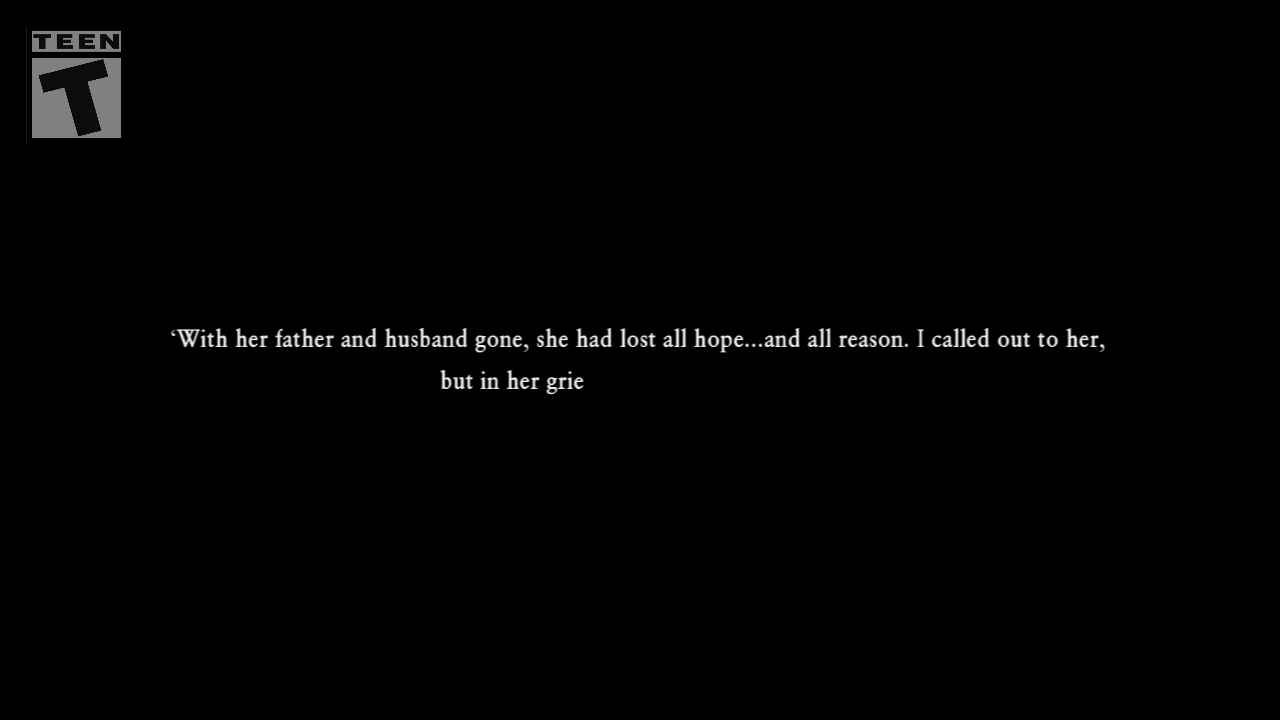 TEEN
T
‘With her father and husband gone, she had lost all hope...and all reason. I called out to her,
but in her grie